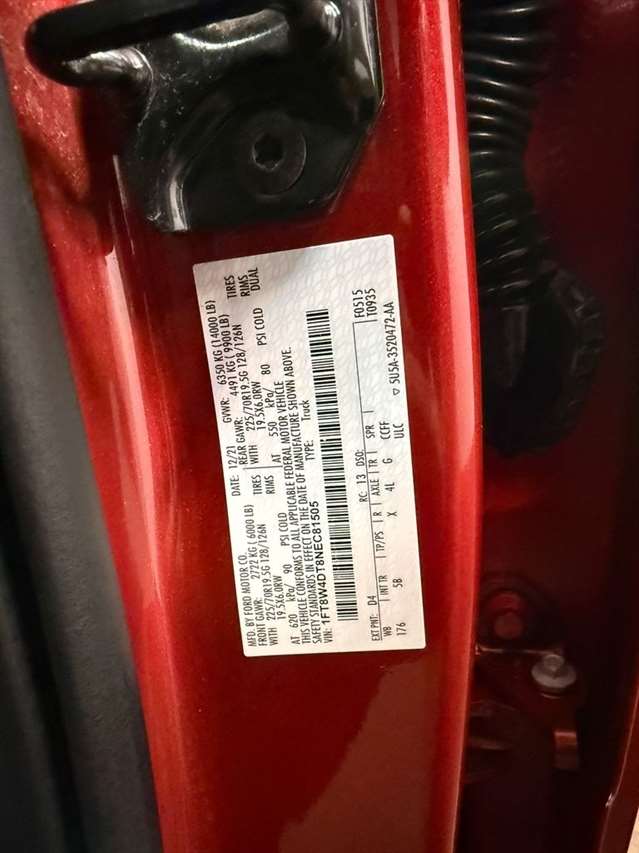 MFD. BY FORD MOTOR CO.
DATE: 12/21 GVWR: 6350 KG (14000 LB)
FRONT GAWR: 2722 KG (6000 LB) REAR GAWR: 4491 KG (9900 LB)
WITH 225/70R19.5G 128/126N TIRES WITH 225/70R19.5G 128/126N TIRES
19.5X6.0RW RIMS 19.5X6.0RW RIMS
AT 620 kPa/ 90 PSI COLD AT 550 kPa/ 80 PSI COLD DUAL
THIS VEHICLE CONFORMS TO ALL APPLICABLE FEDERAL MOTOR VEHICLE
SAFETY STANDARDS IN EFFECT ON THE DATE OF MANUFACTURE SHOWN ABOVE.
VIN: 1FT8W4DT8NEC81505 TYPE: Truck
F0515
T0935
EXT PNT: D4 RC: 13 DSO:
WB INT TR TP/PS R AXLE TR SPR
176 5B X 4L G CCFF
ULC
▽ 5U5A-3520472-AA